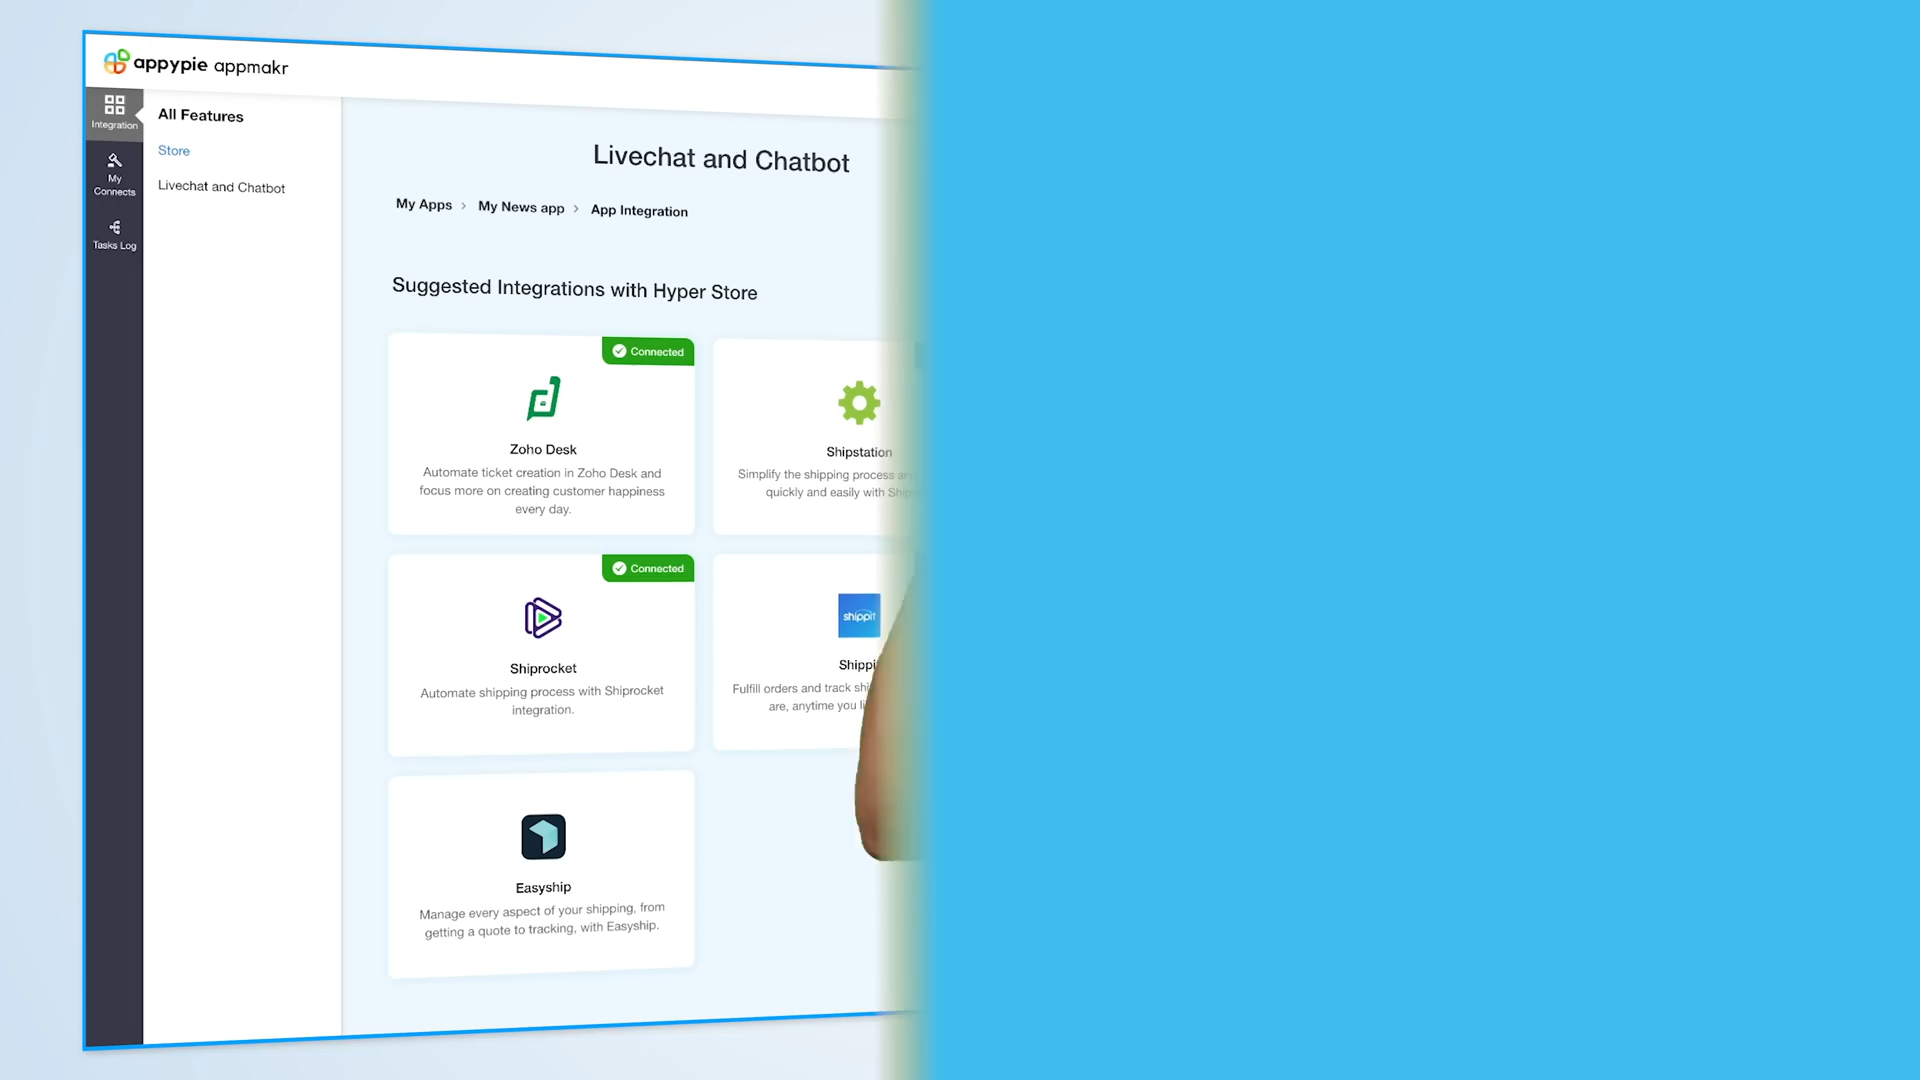 appypie appmakr
Integration
My
Connects
Tasks Log
All Features
Store
Livechat and Chatbot
Livechat and Chatbot
My Apps > My News app > App Integration
Suggested Integrations with Hyper Store
Connected
Zoho Desk
Automate ticket creation in Zoho Desk and
focus more on creating customer happiness
every day.
Shipstation
Simplify the shipping process
quickly and easily with
Connected
Shiprocket
Automate shipping process with Shiprocket
integration.
shippit
Fulfill orders and track
are, anytime you
Easyship
Manage every aspect of your shipping, from
getting a quote to tracking, with Easyship.